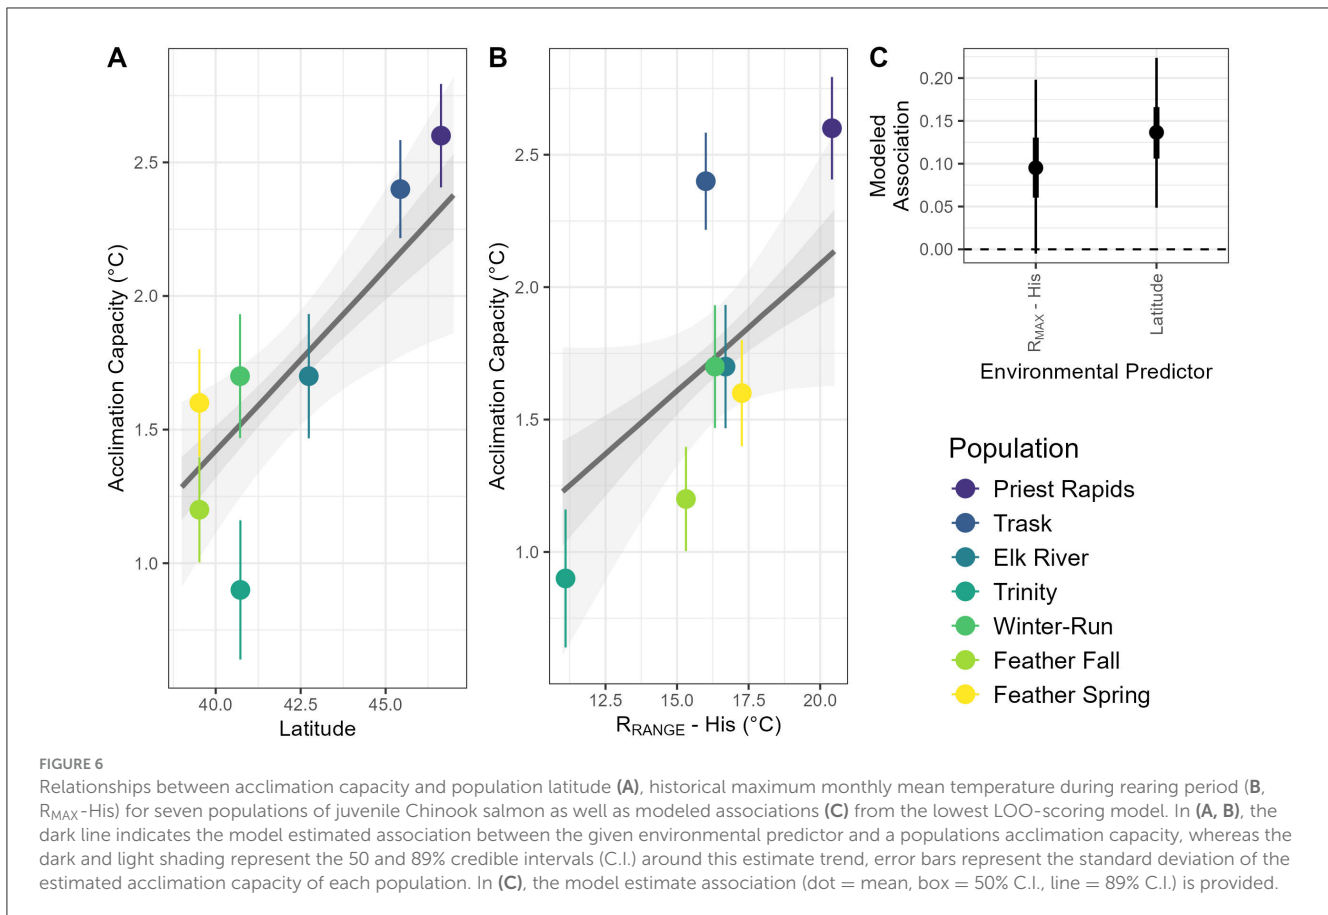 A
B
C
Acclimation Capacity (°C)
2.5
2.0
1.5
1.0
40.0
42.5
45.0
Latitude
Acclimation Capacity (°C)
2.5
2.0
1.5
1.0
12.5
15.0
17.5
20.0
R_RANGE - His (°C)
Modeled
Association
0.20
0.15
0.10
0.05
0.00
R_MAX - His
Latitude
Environmental Predictor
Population
Priest Rapids
Trask
Elk River
Trinity
Winter-Run
Feather Fall
Feather Spring
FIGURE 6
Relationships between acclimation capacity and population latitude (A), historical maximum monthly mean temperature during rearing period (B,
R_MAX-His) for seven populations of juvenile Chinook salmon as well as modeled associations (C) from the lowest LOO-scoring model. In (A, B), the
dark line indicates the model estimated association between the given environmental predictor and a populations acclimation capacity, whereas the
dark and light shading represent the 50 and 89% credible intervals (C.I.) around this estimate trend, error bars represent the standard deviation of the
estimated acclimation capacity of each population. In (C), the model estimate association (dot = mean, box = 50% C.I., line = 89% C.I.) is provided.